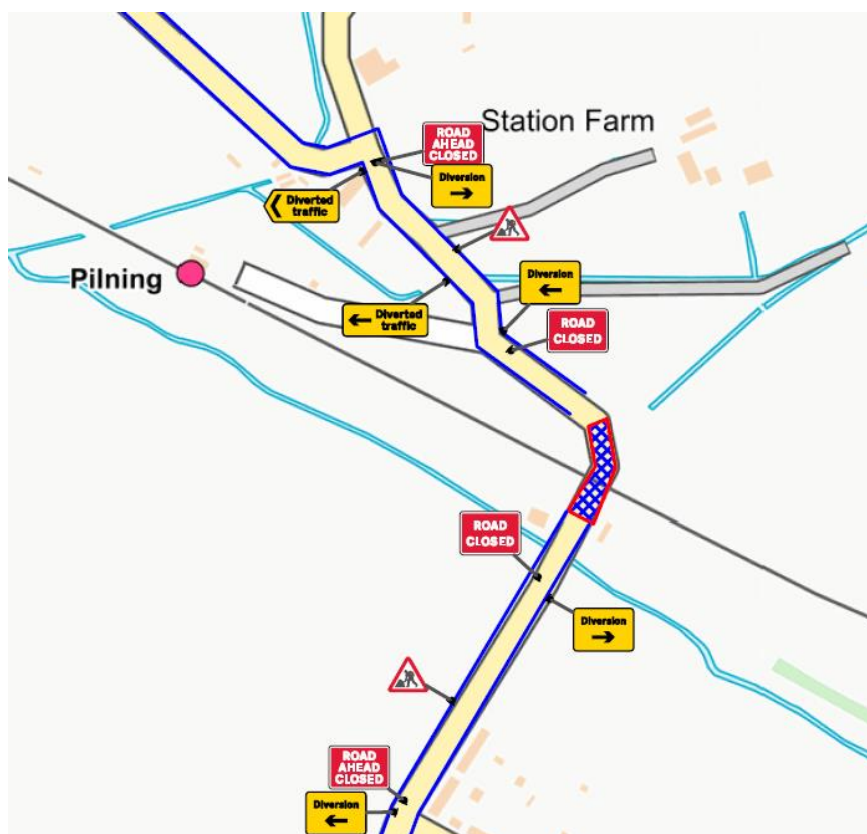 ROAD
AHEAD
CLOSED
Station Farm
Diversion
Diverted
traffic
Pilning
Diversion
Diverted
traffic
ROAD
CLOSED
ROAD
CLOSED
Diversion
ROAD
AHEAD
CLOSED
Diversion